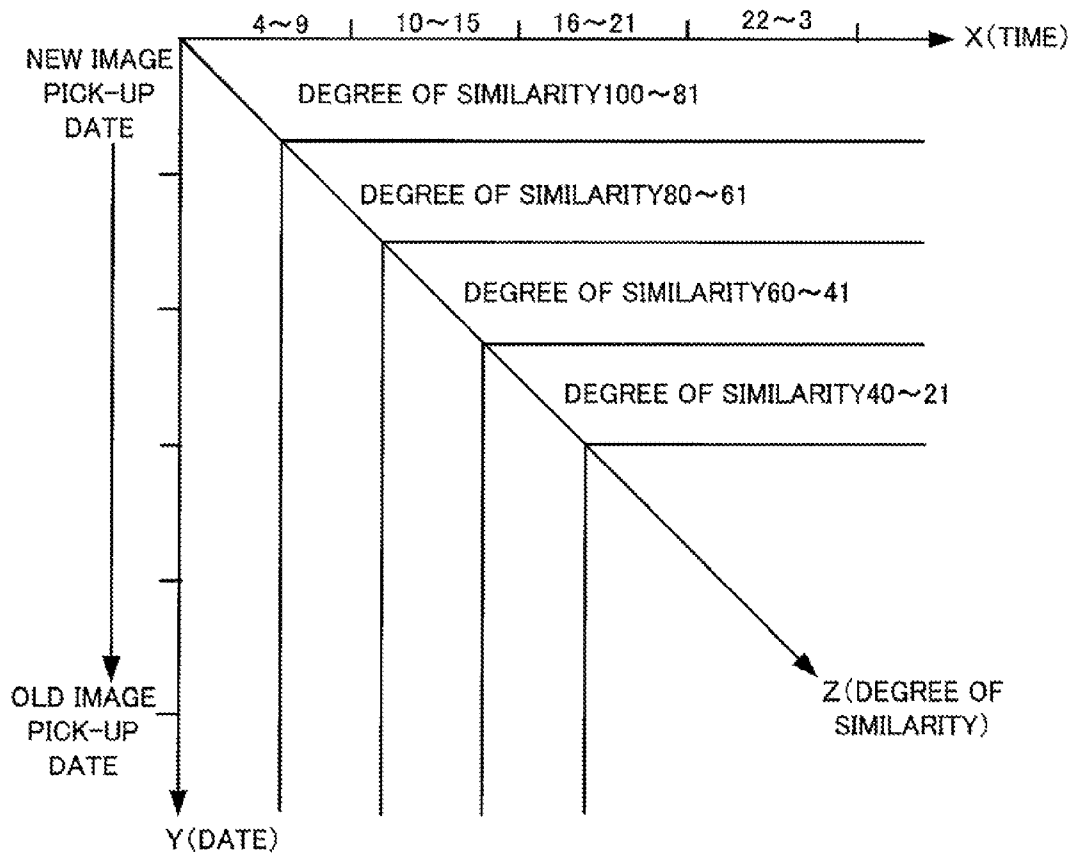 4～9
10～15
16～21
22～3
X(TIME)
NEW IMAGE
PICK-UP
DATE
DEGREE OF SIMILARITY100～81
DEGREE OF SIMILARITY80～61
DEGREE OF SIMILARITY60～41
DEGREE OF SIMILARITY40～21
OLD IMAGE
PICK-UP
DATE
Z(DEGREE OF
SIMILARITY)
Y(DATE)